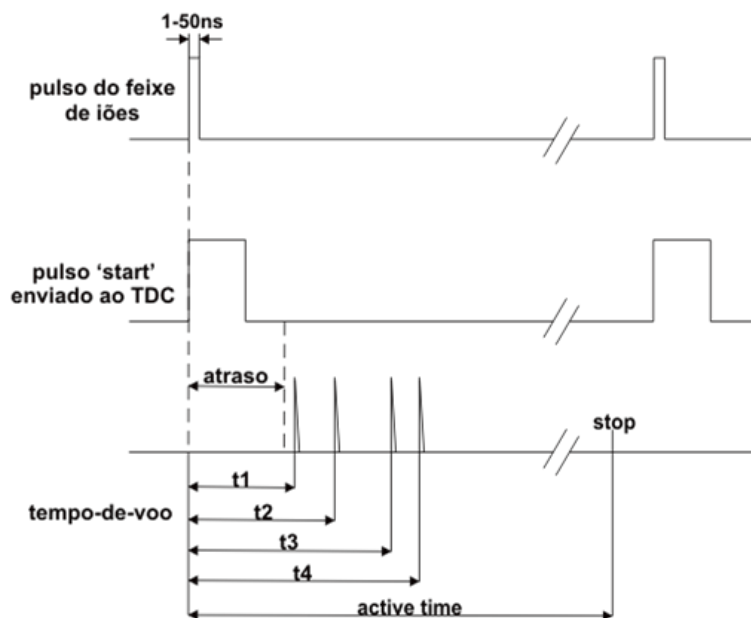 1-50ns
pulso do feixe
de iões
pulso ‘start’
enviado ao TDC
atraso
stop
t1
tempo-de-voo
t2
t3
t4
active time